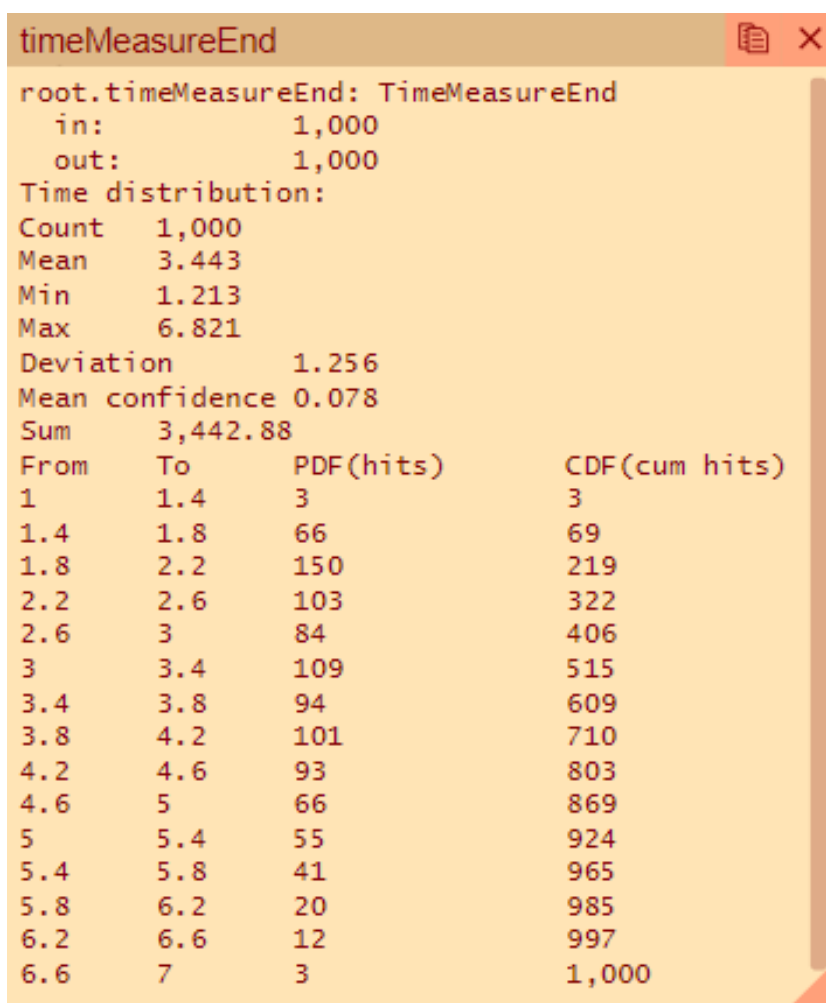 timeMeasureEnd
root.timeMeasureEnd: TimeMeasureEnd
in: 1,000
out: 1,000
Time distribution:
Count 1,000
Mean 3.443
Min 1.213
Max 6.821
Deviation 1.256
Mean confidence 0.078
Sum 3,442.88
From To PDF(hits) CDF(cum hits)
1 1.4 3 3
1.4 1.8 66 69
1.8 2.2 150 219
2.2 2.6 103 322
2.6 3 84 406
3 3.4 109 515
3.4 3.8 94 609
3.8 4.2 101 710
4.2 4.6 93 803
4.6 5 66 869
5 5.4 55 924
5.4 5.8 41 965
5.8 6.2 20 985
6.2 6.6 12 997
6.6 7 3 1,000